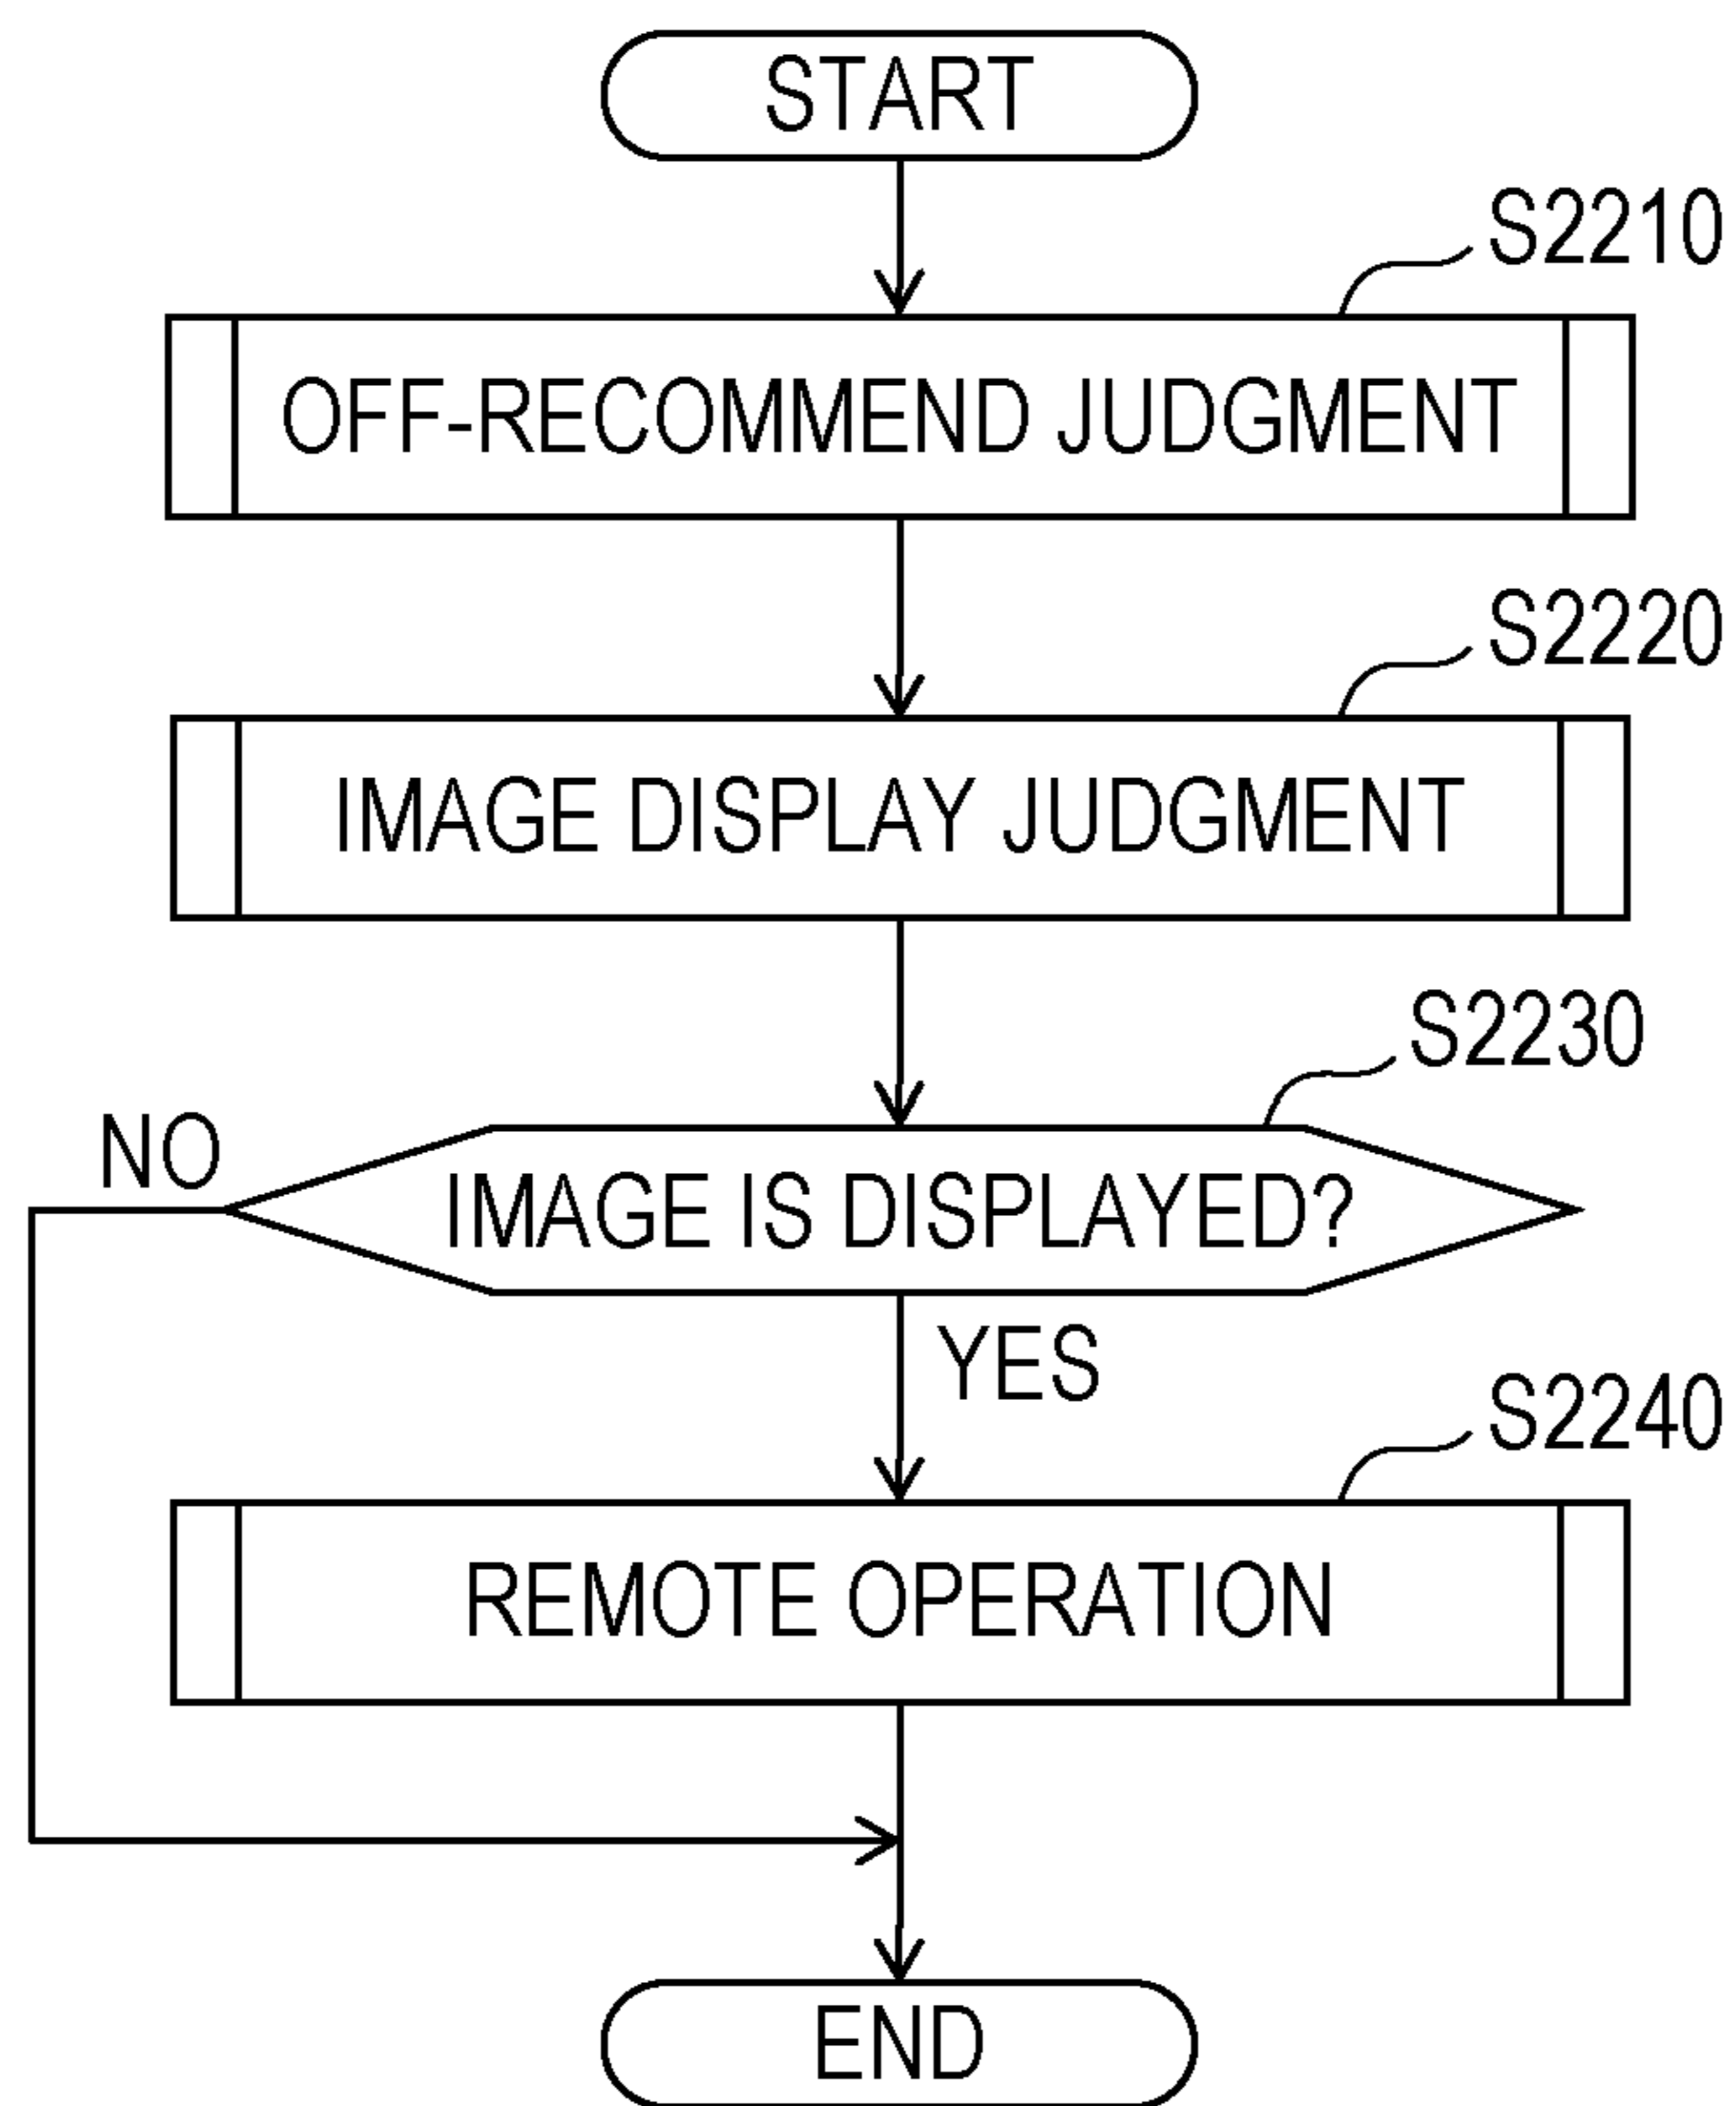 START
S2210
OFF-RECOMMEND JUDGMENT
S2220
IMAGE DISPLAY JUDGMENT
S2230
NO
IMAGE IS DISPLAYED?
YES
S2240
REMOTE OPERATION
END